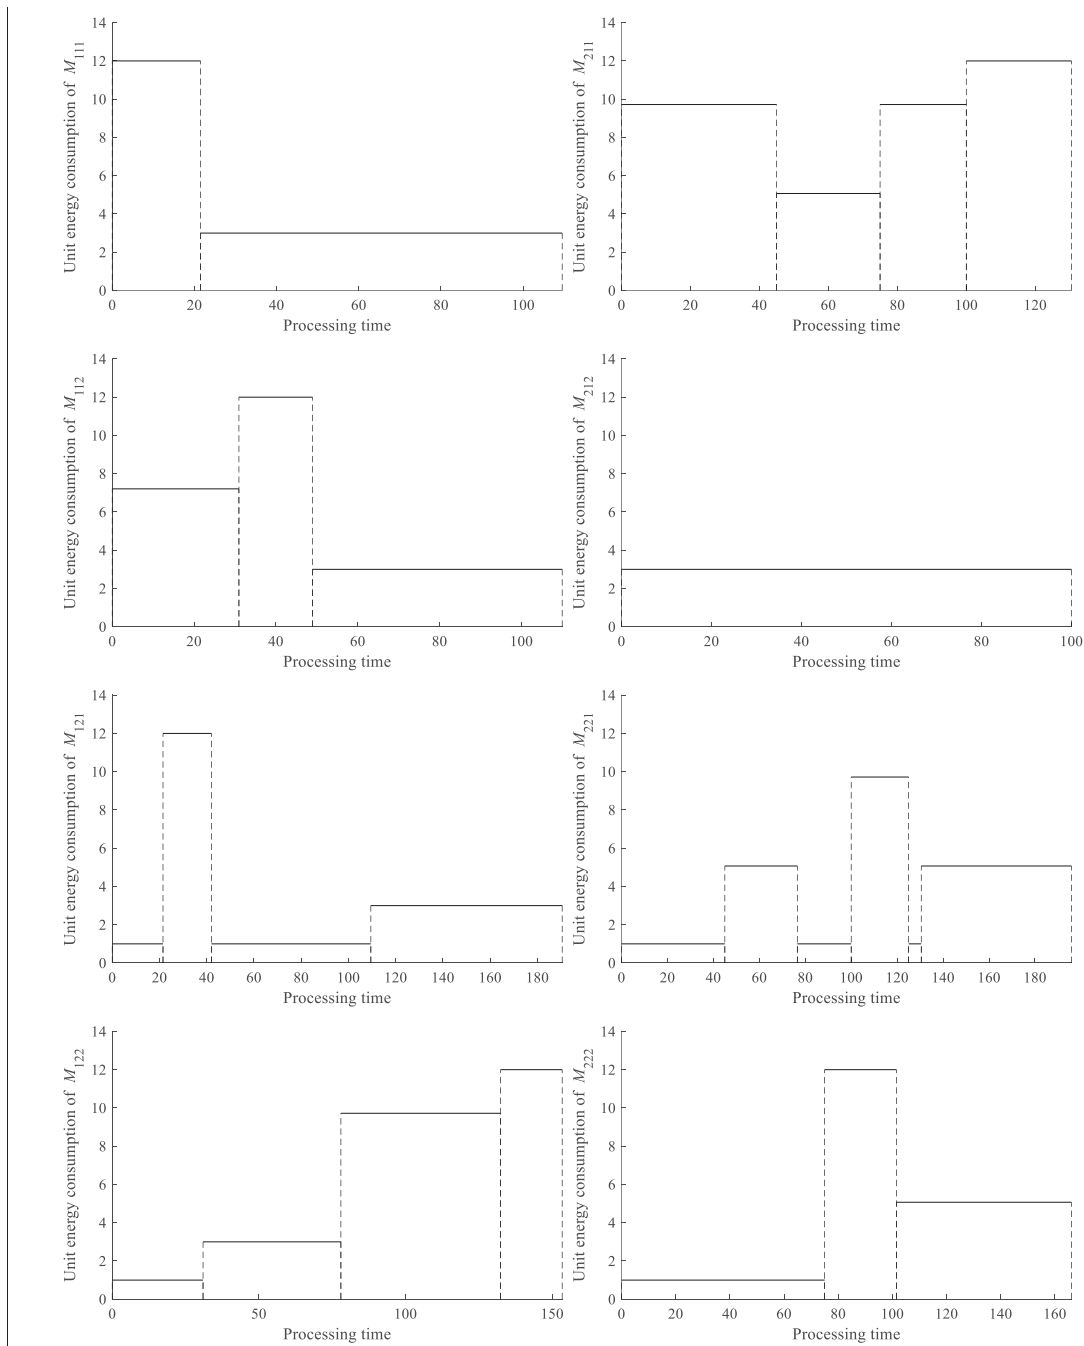 Unit energy consumption of M111
14
12
10
8
6
4
2
0
0 20 40 60 80 100
Processing time
Unit energy consumption of M211
14
12
10
8
6
4
2
0
0 20 40 60 80 100 120
Processing time
Unit energy consumption of M112
14
12
10
8
6
4
2
0
0 20 40 60 80 100
Processing time
Unit energy consumption of M212
14
12
10
8
6
4
2
0
0 20 40 60 80 100
Processing time
Unit energy consumption of M121
14
12
10
8
6
4
2
0
0 20 40 60 80 100 120 140 160 180
Processing time
Unit energy consumption of M221
14
12
10
8
6
4
2
0
0 20 40 60 80 100 120 140 160 180
Processing time
Unit energy consumption of M122
14
12
10
8
6
4
2
0
0 50 100 150
Processing time
Unit energy consumption of M222
14
12
10
8
6
4
2
0
0 20 40 60 80 100 120 140 160
Processing time